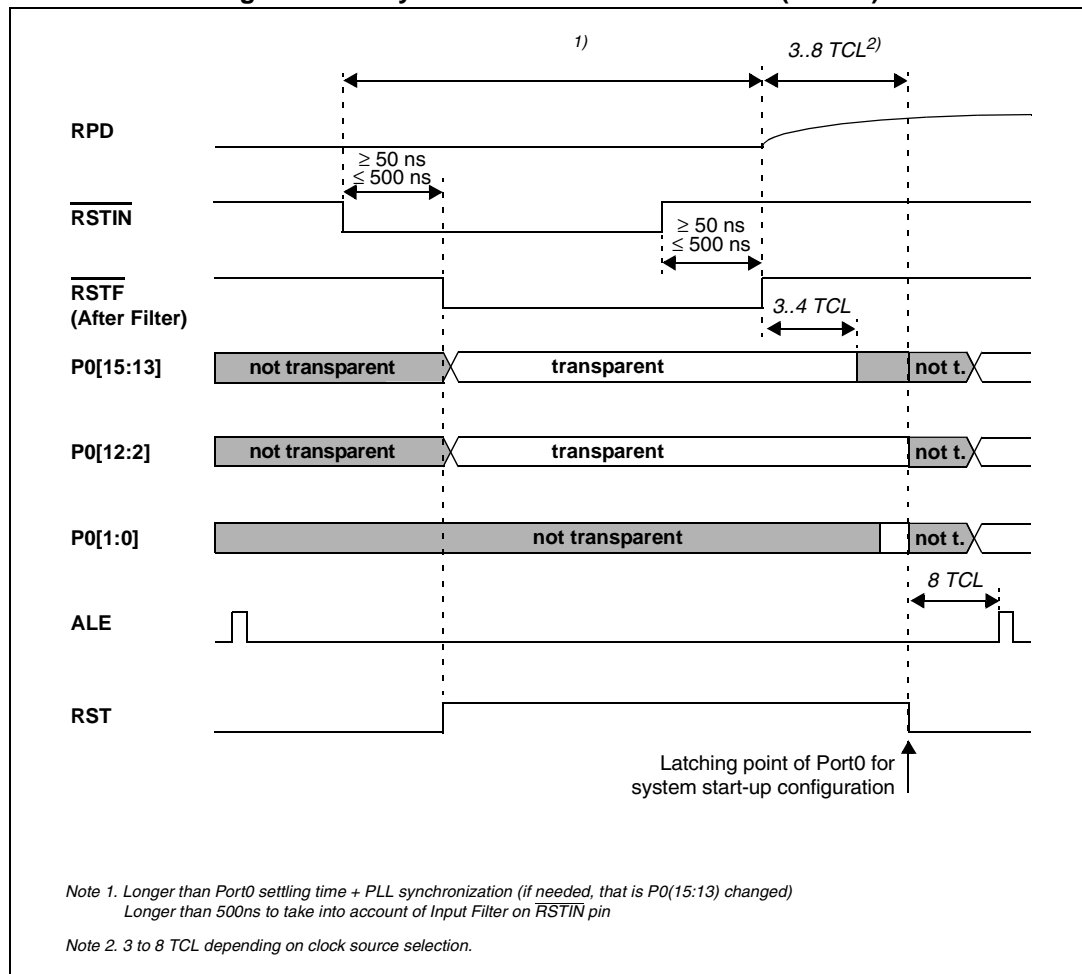 1)
3..8 TCL2)
RPD
≥ 50 ns
≤ 500 ns
RSTIN
≥ 50 ns
≤ 500 ns
RSTF
(After Filter)
3..4 TCL
P0[15:13] not transparent transparent not t.
P0[12:2] not transparent transparent not t.
P0[1:0] not transparent not t.
8 TCL
ALE
RST
Latching point of Port0 for
system start-up configuration
Note 1. Longer than Port0 settling time + PLL synchronization (if needed, that is P0(15:13) changed)
Longer than 500ns to take into account of Input Filter on RSTIN pin
Note 2. 3 to 8 TCL depending on clock source selection.